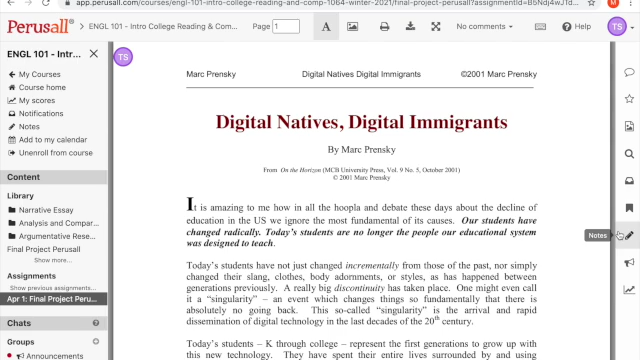 app.perusall.com/courses/engl-101-intro-college-reading-and-comp-1064-winter-2021/final-project-perusall?assignmentId=B5Ndj4wJTd...
M
Perusall®
ENGL 101 - Intro College Reading & Comp...
Page 1
A
No comments
Help
TS
ENGL 101 - Intro...
My Courses
Course home
My scores
Notifications
Notes
Add to my calendar
Unenroll from course
Content
Library
Narrative Essay
Analysis and Compar...
Argumentative Rese...
Final Project Perusall
Show more...
Assignments
Show previous assignments...
Apr 1: Final Project Peru...
Chats
Groups
Announcements
TS
Marc Prensky Digital Natives Digital Immigrants ©2001 Marc Prensky
Digital Natives, Digital Immigrants
By Marc Prensky
From On the Horizon (MCB University Press, Vol. 9 No. 5, October 2001)
© 2001 Marc Prensky
It is amazing to me how in all the hoopla and debate these days about the decline of
education in the US we ignore the most fundamental of its causes. Our students have
changed radically. Today's students are no longer the people our educational system
was designed to teach.
Today's students have not just changed incrementally from those of the past, nor simply
changed their slang, clothes, body adornments, or styles, as has happened between
generations previously. A really big discontinuity has taken place. One might even call
it a "singularity" – an event which changes things so fundamentally that there is
absolutely no going back. This so-called "singularity" is the arrival and rapid
dissemination of digital technology in the last decades of the 20th century.
Today's students – K through college – represent the first generations to grow up with
this new technology. They have spent their entire lives surrounded by and using
Notes